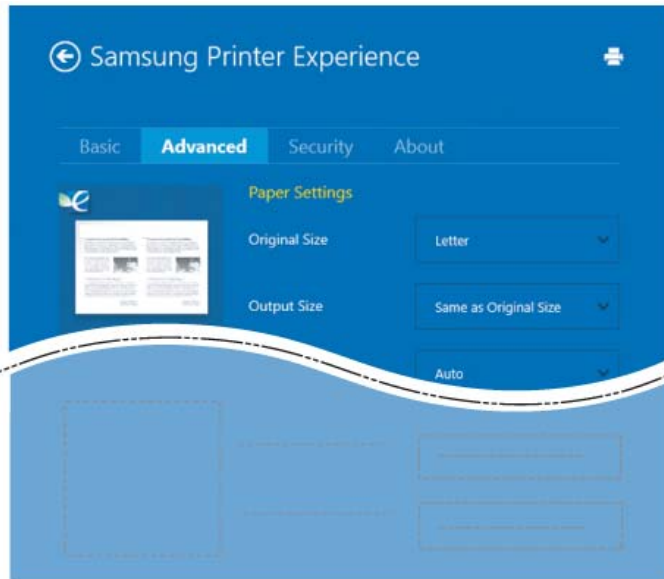 Samsung Printer Experience
Basic Advanced Security About
Paper Settings
Original Size Letter
Output Size Same as Original Size
Auto